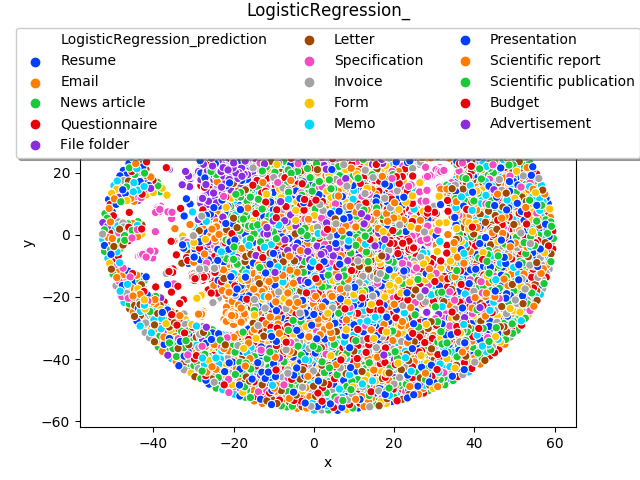 LogisticRegression_
LogisticRegression_prediction
Resume
Email
News article
Questionnaire
File folder
Letter
Specification
Invoice
Form
Memo
Presentation
Scientific report
Scientific publication
Budget
Advertisement
20
0
−20
−40
−60
y
−40 −20 0 20 40 60
x